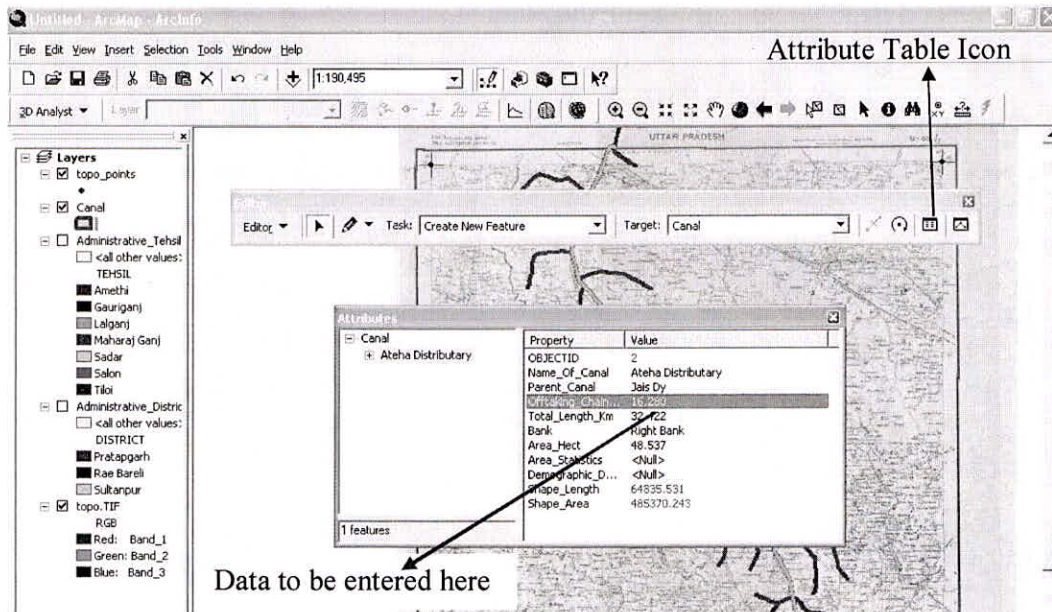 Untitled - ArcMap - ArcInfo
File Edit View Insert Selection Tools Window Help
Attribute Table Icon
1:190,495
3D Analyst Layer
UTTAR PRADESH
Layers
topo_points
Canal
Administrative_Tehsil
<all other values>
TEHSIL
Amethi
Gauriganj
Lalganj
Maharaj Ganj
Sadar
Salon
Tiloi
Administrative_Distric
<all other values>
DISTRICT
Pratapgarh
Rae Bareli
Sultanpur
topo.TIF
RGB
Red: Band_1
Green: Band_2
Blue: Band_3
Editor Task: Create New Feature Target: Canal
Attributes
Canal
Ateha Distributary
1 features
Property Value
OBJECTID 2
Name_Of_Canal Ateha Distributary
Parent_Canal Jais Dy
Offtaking_Chain... 16.280
Total_Length_Km
Bank Right Bank
Area_Hect 48.537
Area_Statistics <Null>
Demographic_D... <Null>
Shape_Length 64835.531
Shape_Area 485370.243
Data to be entered here